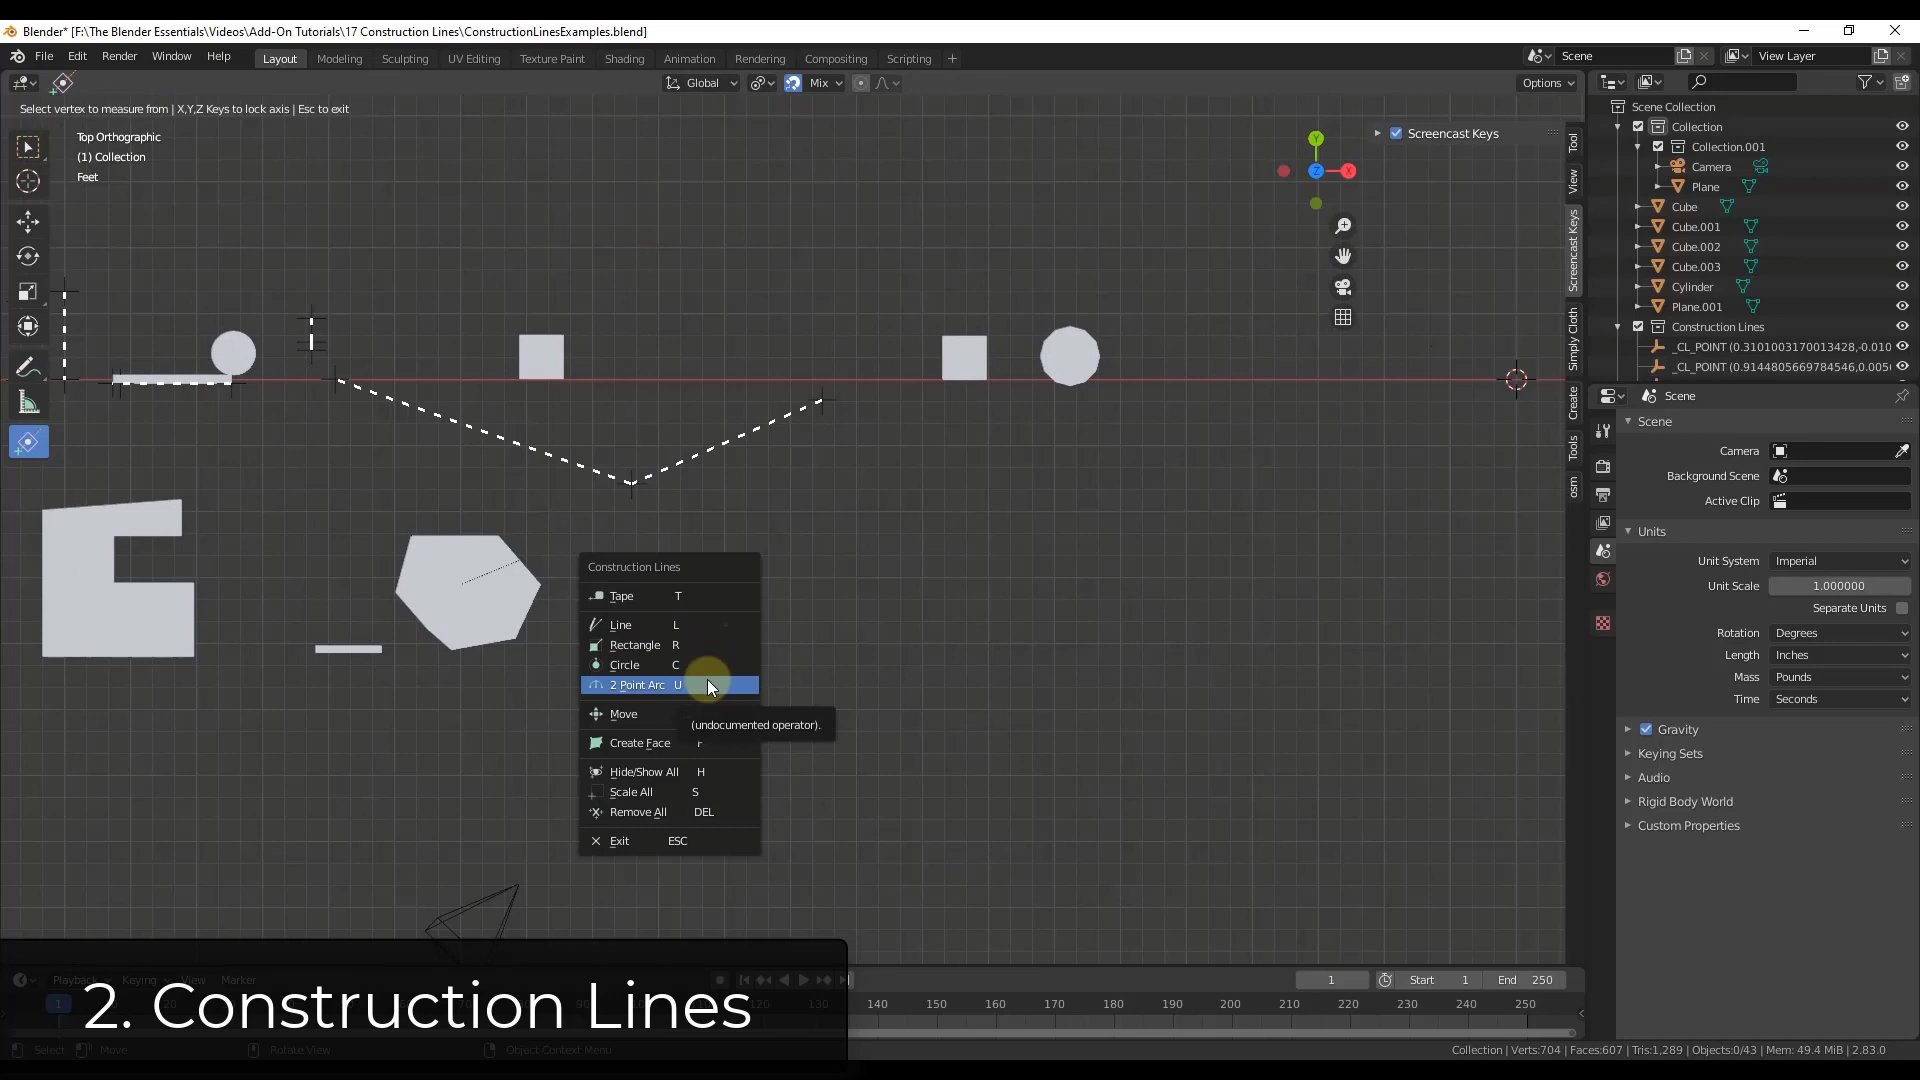 Blender* [F:\The Blender Essentials\Videos\Add-On Tutorials\17 Construction Lines\ConstructionLinesExamples.blend]
File Edit Render Window Help Layout Modeling Sculpting UV Editing Texture Paint Shading Animation Rendering Compositing Scripting +
Scene
View Layer
Global
Mix
Options
Select vertex to measure from | X,Y,Z Keys to lock axis | Esc to exit
Top Orthographic
(1) Collection
Feet
Y
Z
X
Screencast Keys
Tool
View
Screencast Keys
Simply Cloth
Create
Tools
osm
Scene Collection
Collection
Collection.001
Camera
Plane
Cube
Cube.001
Cube.002
Cube.003
Cylinder
Plane.001
Construction Lines
_CL_POINT (0.3101003170013428,-0.010
_CL_POINT (0.9144805669784546,0.005
Scene
Scene
Camera
Background Scene
Active Clip
Units
Unit System Imperial
Unit Scale 1.000000
Separate Units
Rotation Degrees
Length Inches
Mass Pounds
Time Seconds
Gravity
Keying Sets
Audio
Rigid Body World
Custom Properties
Construction Lines
Tape T
Line L
Rectangle R
Circle C
2 Point Arc U
Move
(undocumented operator).
Create Face F
Hide/Show All H
Scale All S
Remove All DEL
Exit ESC
Playback Keying View Marker
1
Start 1
End 250
1
120 130 140 150 160 170 180 190 200 210 220 230 240 250
2. Construction Lines
Select Move Rotate View Object Context Menu
Collection | Verts:704 | Faces:607 | Tris:1,289 | Objects:0/43 | Mem: 49.4 MiB | 2.83.0